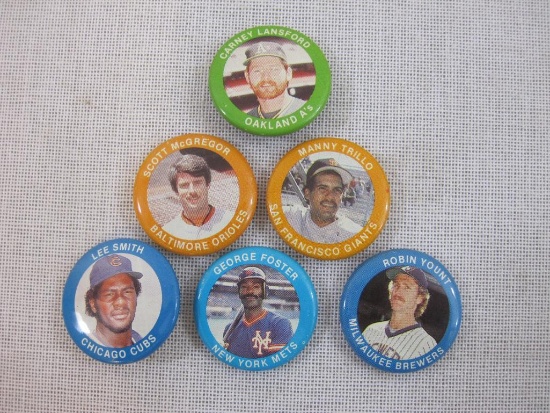 CARNEY LANSFORD
OAKLAND A's
SCOTT McGREGOR
BALTIMORE ORIOLES
MANNY TRILLO
SAN FRANCISCO GIANTS
LEE SMITH
CHICAGO CUBS
GEORGE FOSTER
NEW YORK METS
ROBIN YOUNT
MILWAUKEE BREWERS